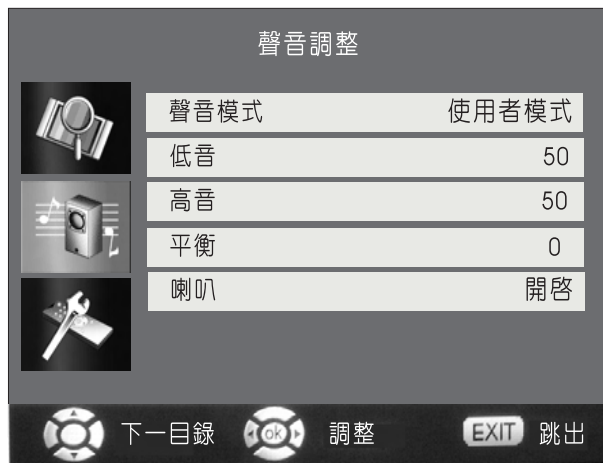 聲音調整
聲音模式 使用者模式
低音 50
高音 50
平衡 0
喇叭 開啓
下一目錄 ok 調整 EXIT 跳出